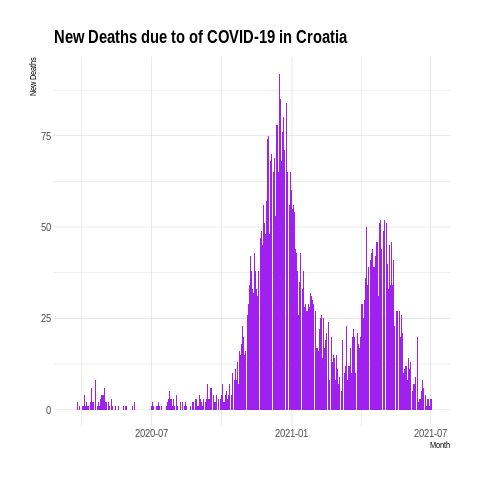 New Deaths due to of COVID-19 in Croatia
New Deaths
75
50
25
0
2020-07
2021-01
2021-07
Month